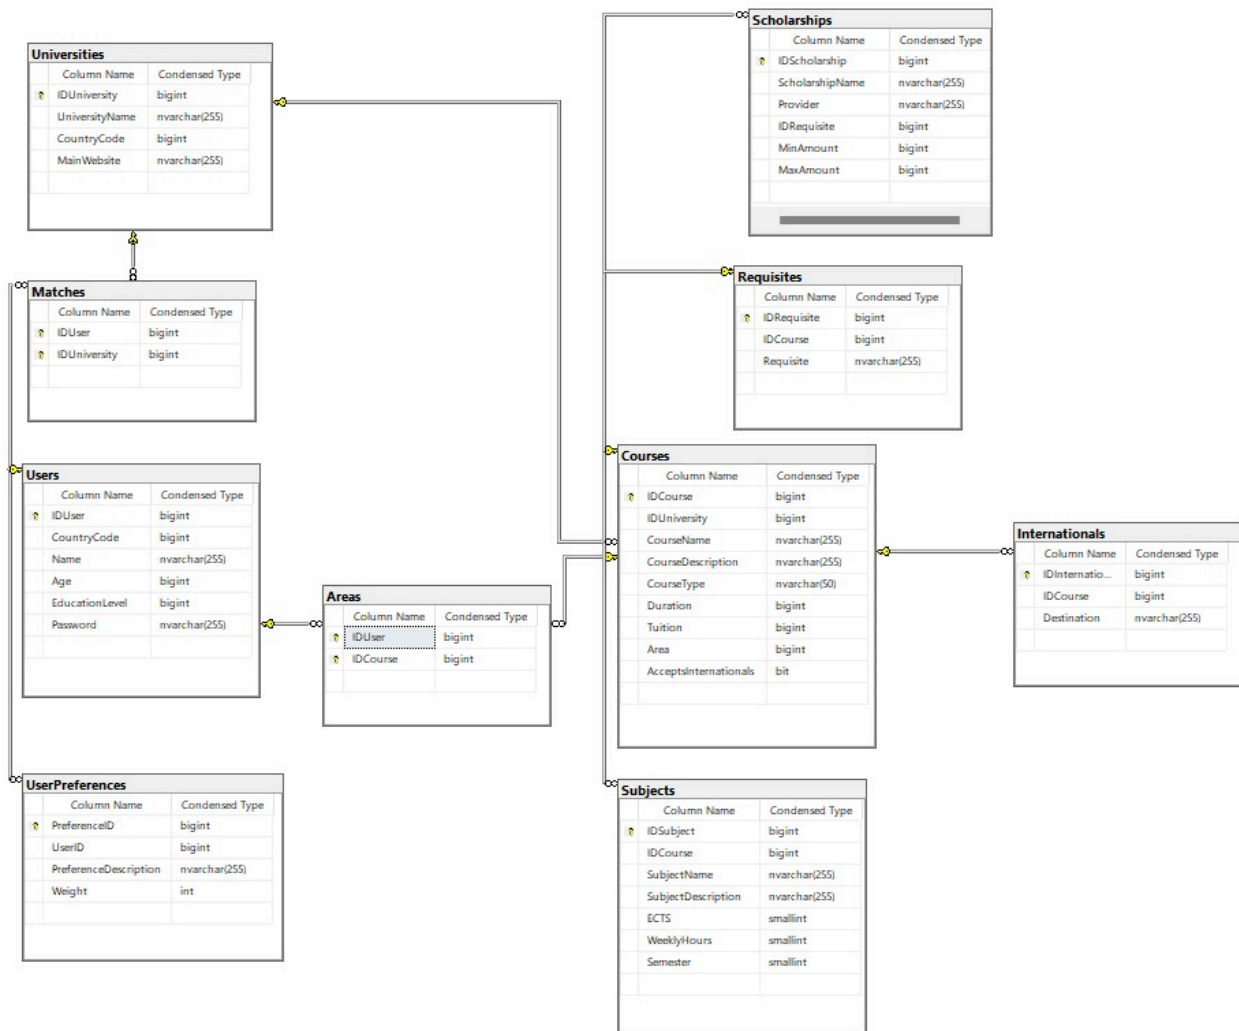 Universities
Column Name Condensed Type
IDUniversity bigint
UniversityName nvarchar(255)
CountryCode bigint
MainWebsite nvarchar(255)
Scholarships
Column Name Condensed Type
IDScholarship bigint
ScholarshipName nvarchar(255)
Provider nvarchar(255)
IDRequisite bigint
MinAmount bigint
MaxAmount bigint
Matches
Column Name Condensed Type
IDUser bigint
IDUniversity bigint
Requisites
Column Name Condensed Type
IDRequisite bigint
IDCourse bigint
Requisite nvarchar(255)
Users
Column Name Condensed Type
IDUser bigint
CountryCode bigint
Name nvarchar(255)
Age bigint
EducationLevel bigint
Password nvarchar(255)
Courses
Column Name Condensed Type
IDCourse bigint
IDUniversity bigint
CourseName nvarchar(255)
CourseDescription nvarchar(255)
CourseType nvarchar(50)
Duration bigint
Tuition bigint
Area bigint
AcceptsInternationals bit
Internationals
Column Name Condensed Type
IDInternatio... bigint
IDCourse bigint
Destination nvarchar(255)
Areas
Column Name Condensed Type
IDUser bigint
IDCourse bigint
UserPreferences
Column Name Condensed Type
PreferenceID bigint
UserID bigint
PreferenceDescription nvarchar(255)
Weight int
Subjects
Column Name Condensed Type
IDSubject bigint
IDCourse bigint
SubjectName nvarchar(255)
SubjectDescription nvarchar(255)
ECTS smallint
WeeklyHours smallint
Semester smallint